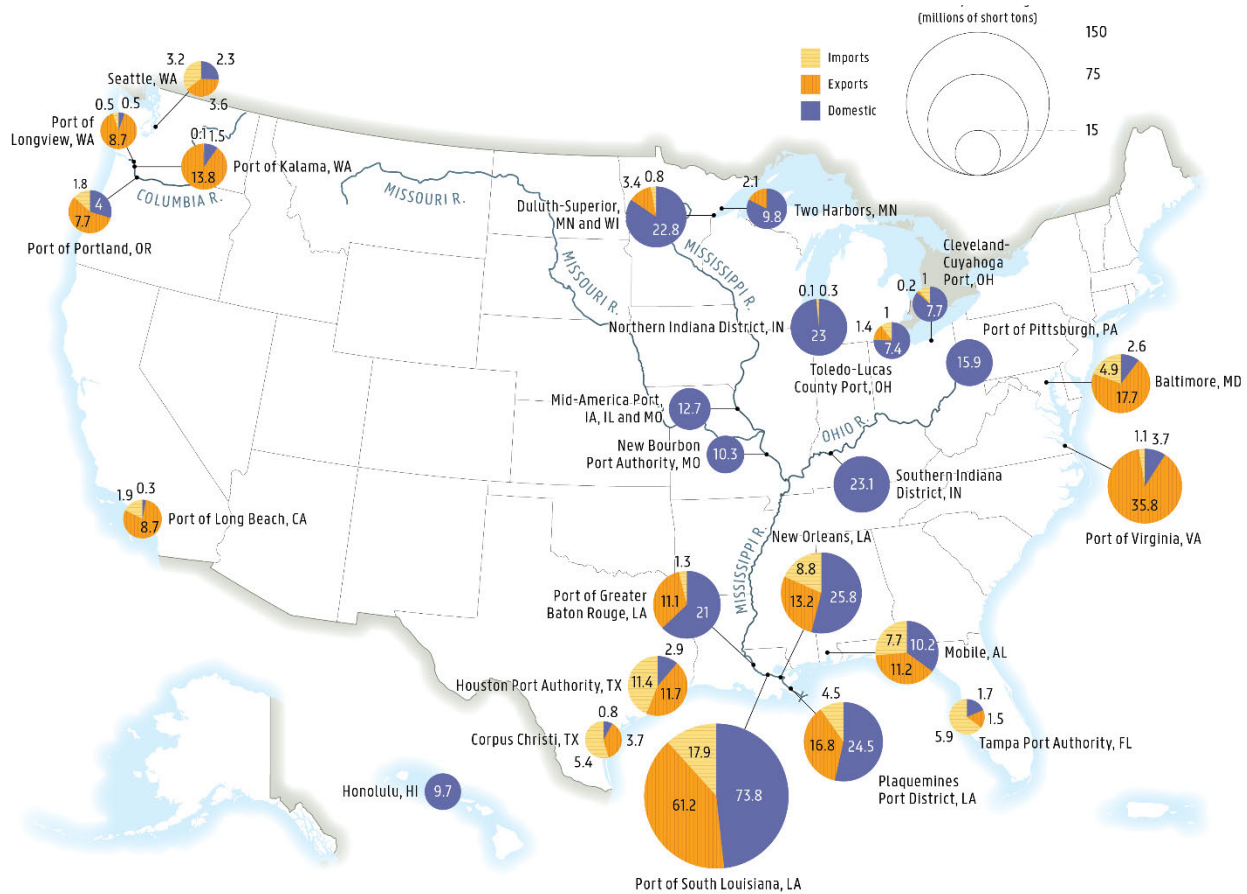 (millions of short tons)
150
75
15
Imports
Exports
Domestic
3.2
2.3
3.6
Seattle, WA
0.5
0.5
8.7
Port of
Longview, WA
0.1
1.5
13.8
Port of Kalama, WA
1.8
4
7.7
Port of Portland, OR
COLUMBIA R.
MISSOURI R.
MISSOURI R.
MISSISSIPPI R.
3.4
0.8
22.8
Duluth-Superior,
MN and WI
2.1
9.8
Two Harbors, MN
Cleveland-
Cuyahoga
Port, OH
0.2
1
7.7
0.1
0.3
23
Northern Indiana District, IN
1.4
1
7.4
Toledo-Lucas
County Port, OH
Port of Pittsburgh, PA
15.9
2.6
4.9
17.7
Baltimore, MD
Mid-America Port,
IA, IL and MO
12.7
New Bourbon
Port Authority, MO
10.3
OHIO R.
23.1
Southern Indiana
District, IN
1.1
3.7
35.8
Port of Virginia, VA
1.9
0.3
8.7
Port of Long Beach, CA
MISSISSIPPI R.
New Orleans, LA
8.8
13.2
25.8
1.3
11.1
21
Port of Greater
Baton Rouge, LA
7.7
10.2
11.2
Mobile, AL
2.9
11.4
11.7
Houston Port Authority, TX
0.8
3.7
5.4
Corpus Christi, TX
1.7
1.5
5.9
Tampa Port Authority, FL
4.5
16.8
24.5
Plaquemines
Port District, LA
17.9
61.2
73.8
Port of South Louisiana, LA
Honolulu, HI
9.7